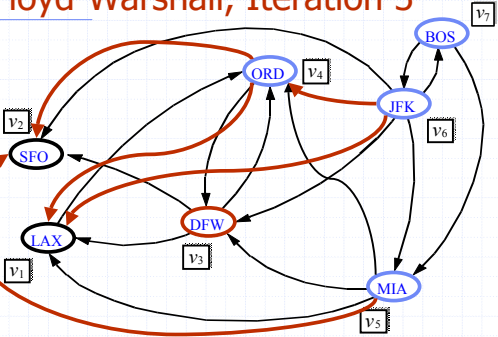 loyd-Warshall, Iteration 5
BOS
v7
ORD
v4
JFK
v6
v2
SFO
DFW
v3
LAX
v1
MIA
v5